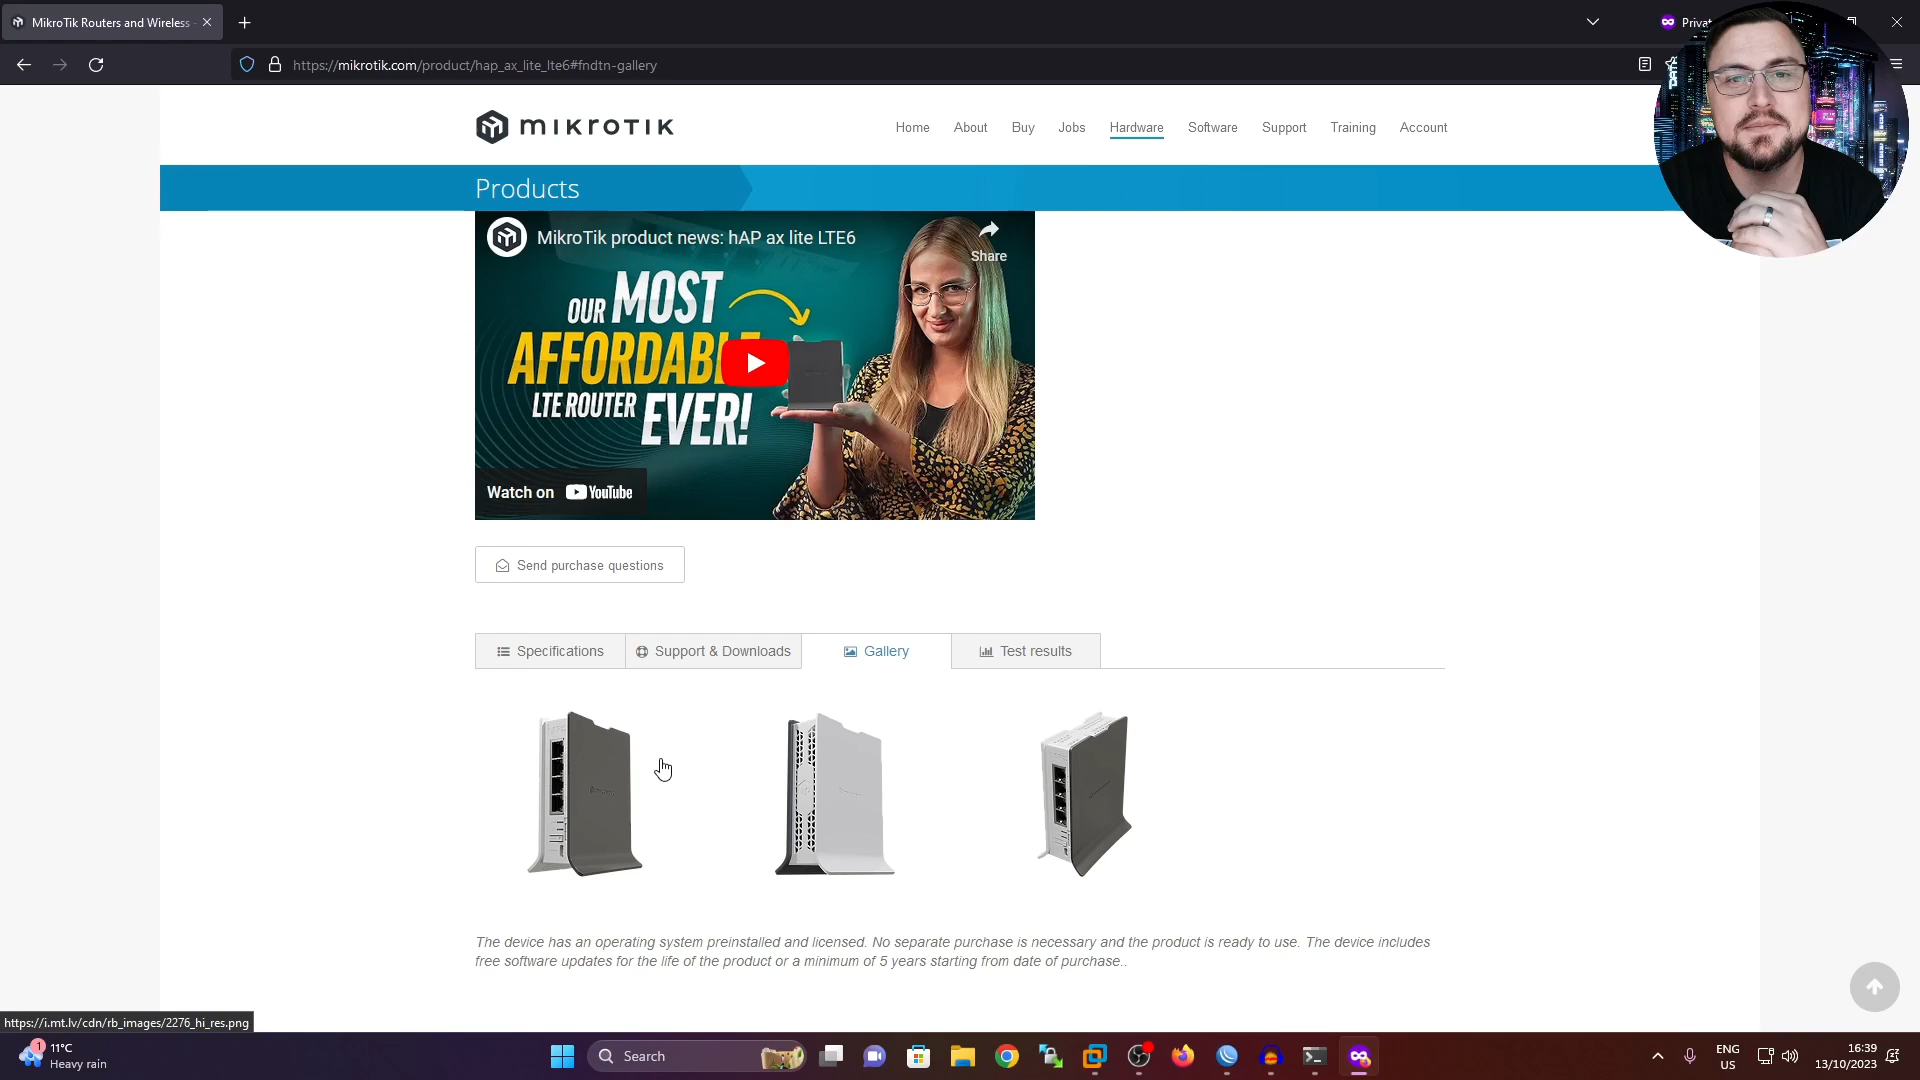 MikroTik Routers and Wireless -
https://mikrotik.com/product/hap_ax_lite_lte6#fndtn-gallery
DATA
MIKROTIK
Home About Buy Jobs Hardware Software Support Training Account
Products
MikroTik product news: hAP ax lite LTE6
Share
OUR MOST
AFFORDABLE
LTE ROUTER EVER!
Watch on YouTube
Send purchase questions
Specifications Support & Downloads Gallery Test results
The device has an operating system preinstalled and licensed. No separate purchase is necessary and the product is ready to use. The device includes
free software updates for the life of the product or a minimum of 5 years starting from date of purchase..
https://i.mt.lv/cdn/rb_images/2276_hi_res.png
1
11°C
Heavy rain
Search
ENG
US
16:39
13/10/2023